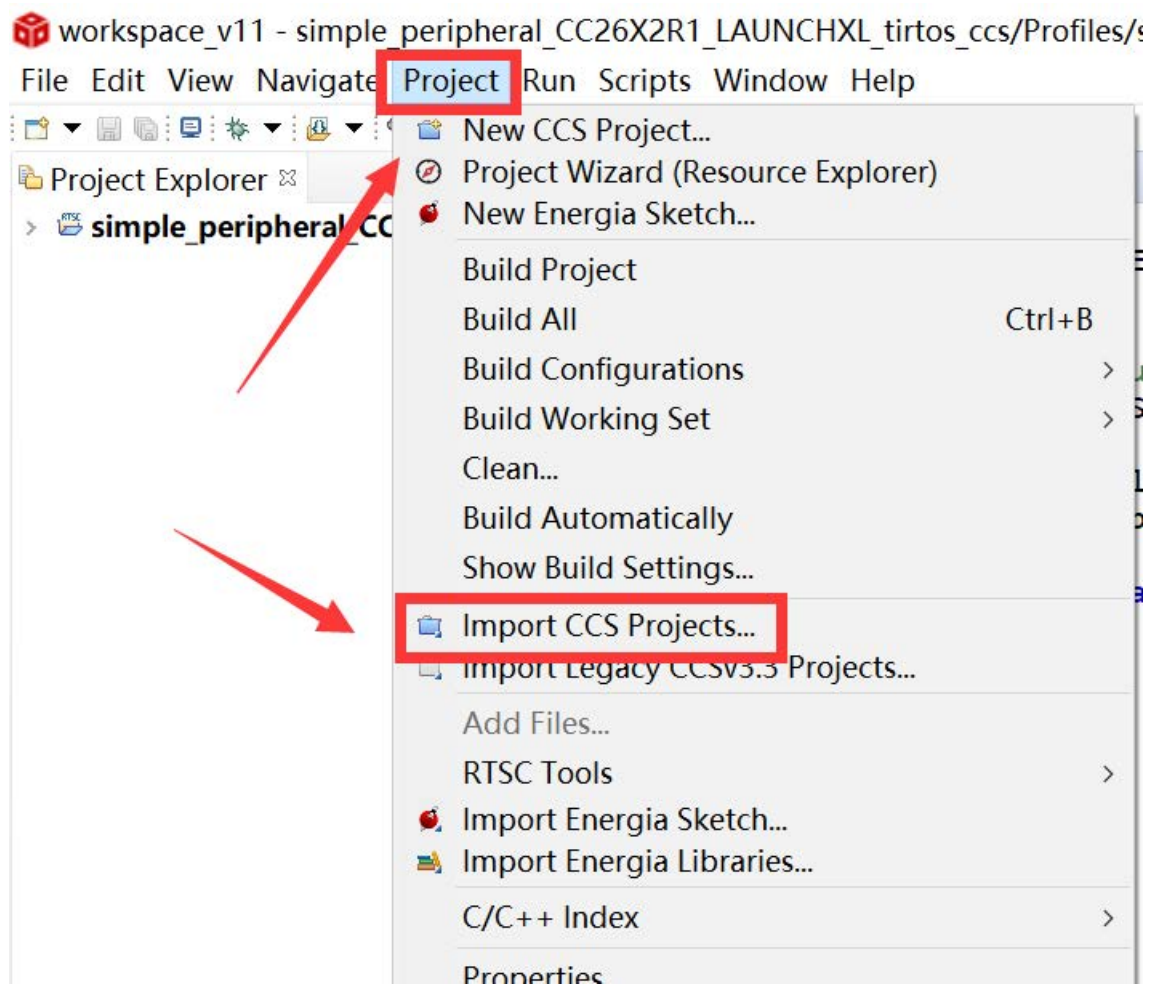 workspace_v11 - simple_peripheral_CC26X2R1_LAUNCHXL_tirtos_ccs/Profiles/s
File Edit View Navigate Project Run Scripts Window Help
Project Explorer
simple_peripheral_CC
New CCS Project...
Project Wizard (Resource Explorer)
New Energia Sketch...
Build Project
Build All Ctrl+B
Build Configurations
Build Working Set
Clean...
Build Automatically
Show Build Settings...
Import CCS Projects...
Import Legacy CCSv3.3 Projects...
Add Files...
RTSC Tools
Import Energia Sketch...
Import Energia Libraries...
C/C++ Index
Properties